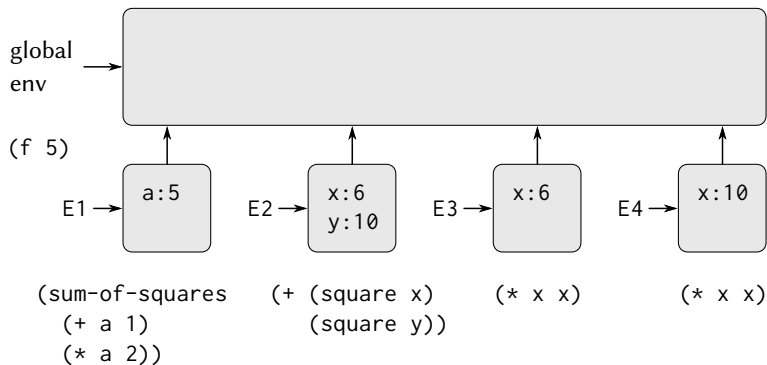 global
env
(f 5)
E1
a:5
E2
x:6
y:10
E3
x:6
E4
x:10
(sum-of-squares
(+ a 1)
(* a 2))
(+ (square x)
(square y))
(* x x)
(* x x)